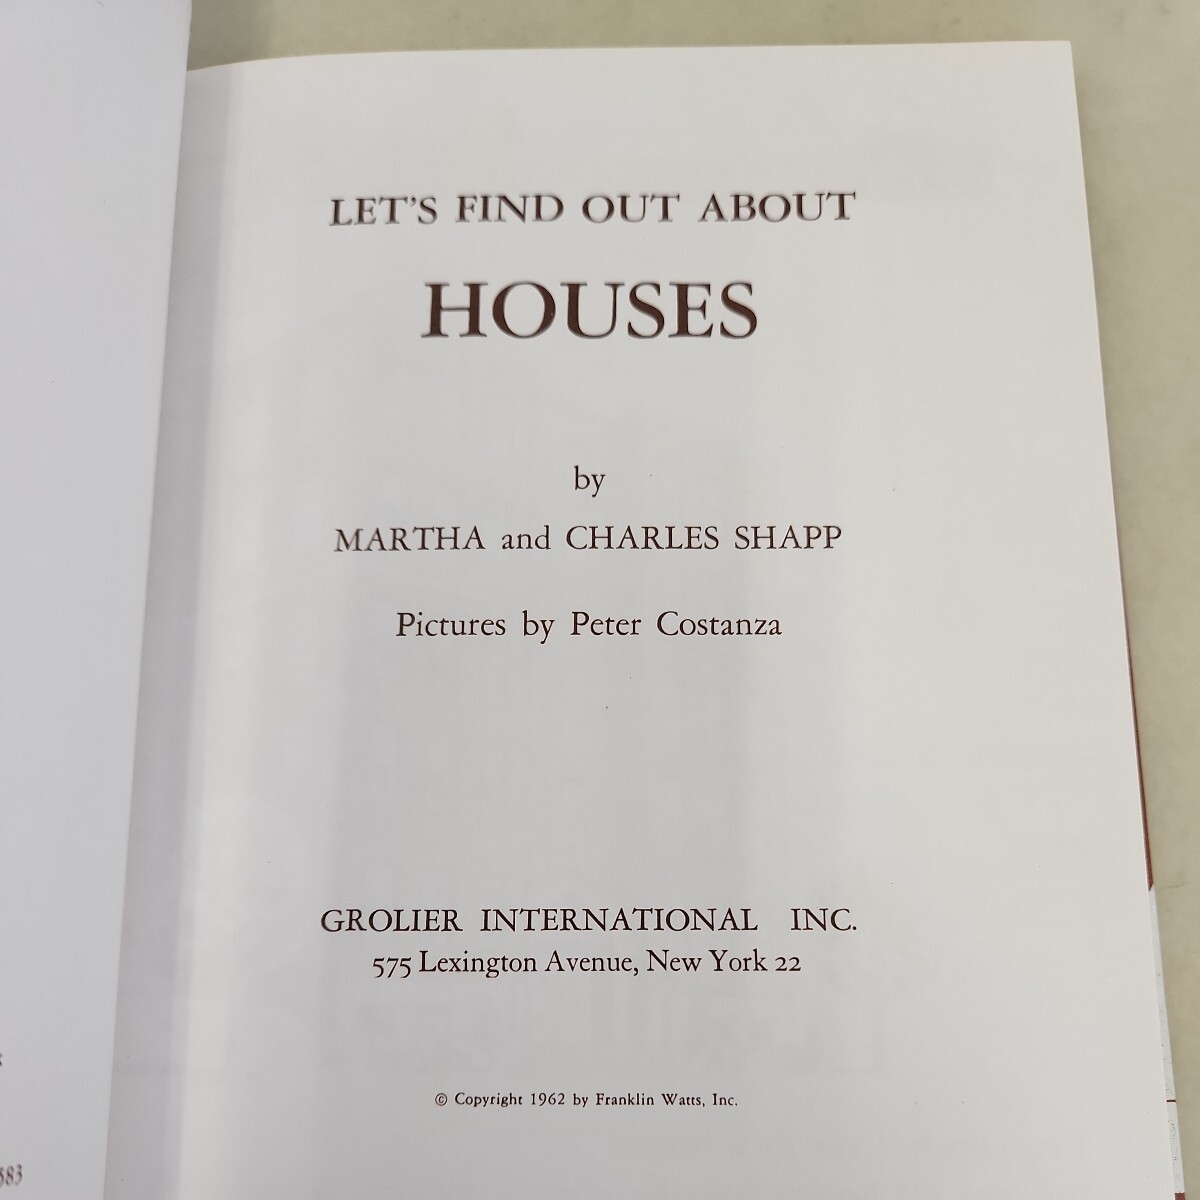 LET'S FIND OUT ABOUT
HOUSES
by
MARTHA and CHARLES SHAPP
Pictures by Peter Costanza
GROLIER INTERNATIONAL INC.
575 Lexington Avenue, New York 22
© Copyright 1962 by Franklin Watts, Inc.